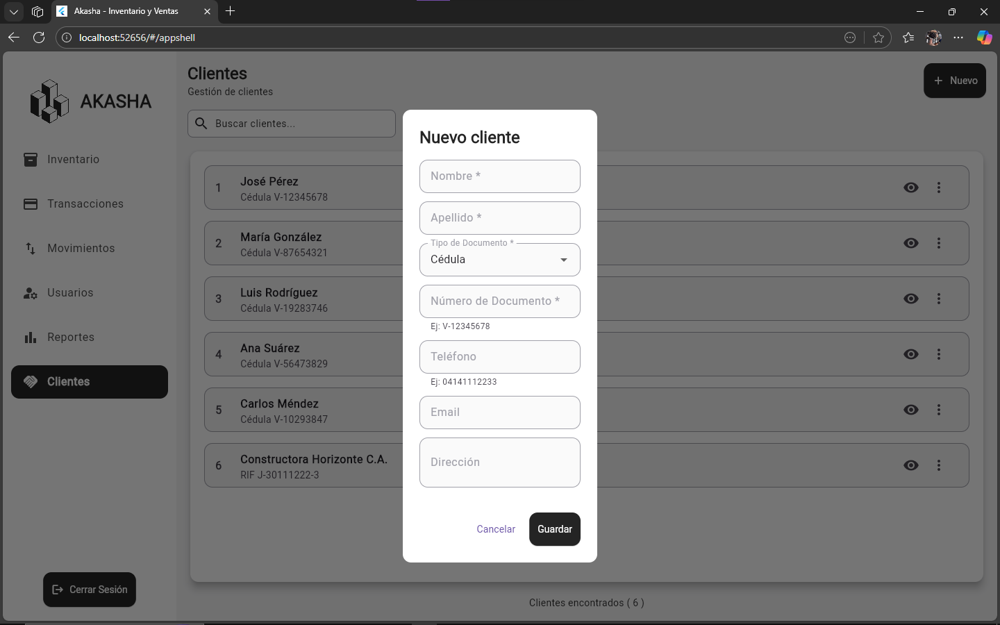 Akasha - Inventario y Ventas
localhost:52656/#/appshell
AKASHA
Inventario
Transacciones
Movimientos
Usuarios
Reportes
Clientes
Cerrar Sesión
Clientes
Gestión de clientes
+ Nuevo
Buscar clientes...
1
José Pérez
Cédula V-12345678
2
María González
Cédula V-87654321
3
Luis Rodríguez
Cédula V-19283746
4
Ana Suárez
Cédula V-56473829
5
Carlos Méndez
Cédula V-10293847
6
Constructora Horizonte C.A.
RIF J-30111222-3
Clientes encontrados ( 6 )
Nuevo cliente
Nombre *
Apellido *
Tipo de Documento *
Cédula
Número de Documento *
Ej: V-12345678
Teléfono
Ej: 04141112233
Email
Dirección
Cancelar
Guardar